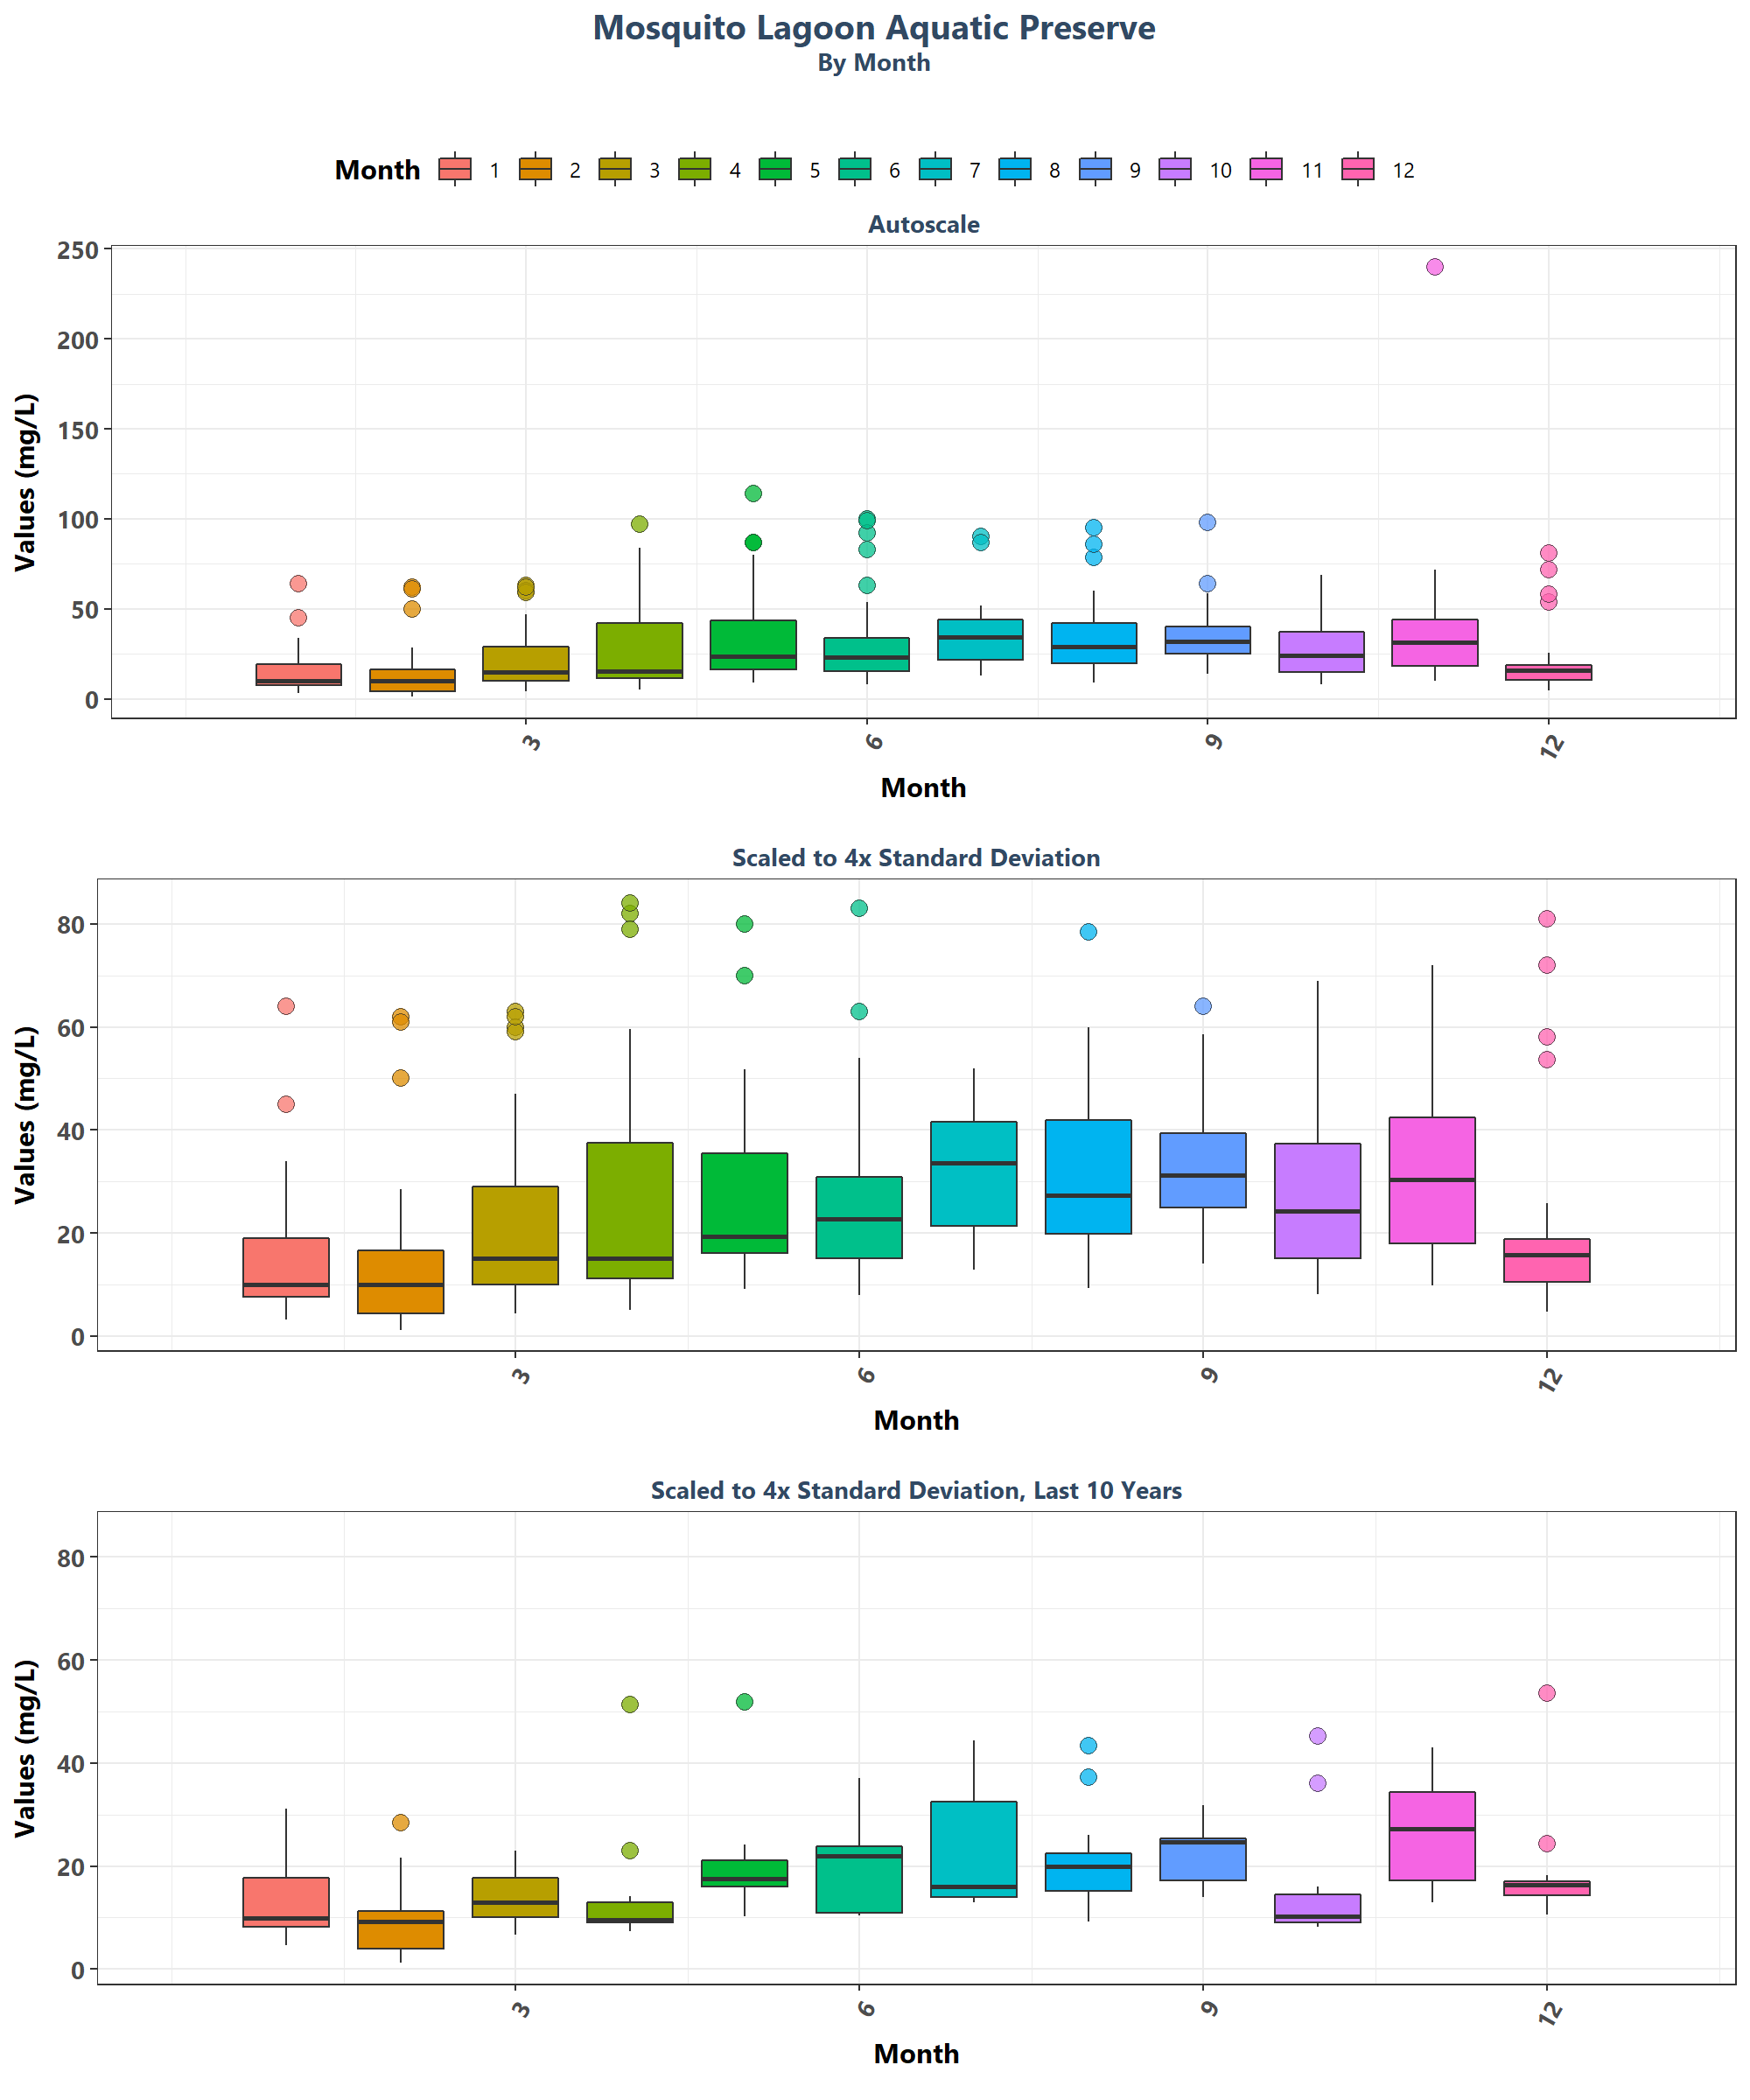 Mosquito Lagoon Aquatic Preserve
By Month
Month 1 2 3 4 5 6 7 8 9 10 11 12
Autoscale
Values (mg/L)
250
200
150
100
50
0
3 6 9 12
Month
Scaled to 4x Standard Deviation
Values (mg/L)
80
60
40
20
0
3 6 9 12
Month
Scaled to 4x Standard Deviation, Last 10 Years
Values (mg/L)
80
60
40
20
0
3 6 9 12
Month